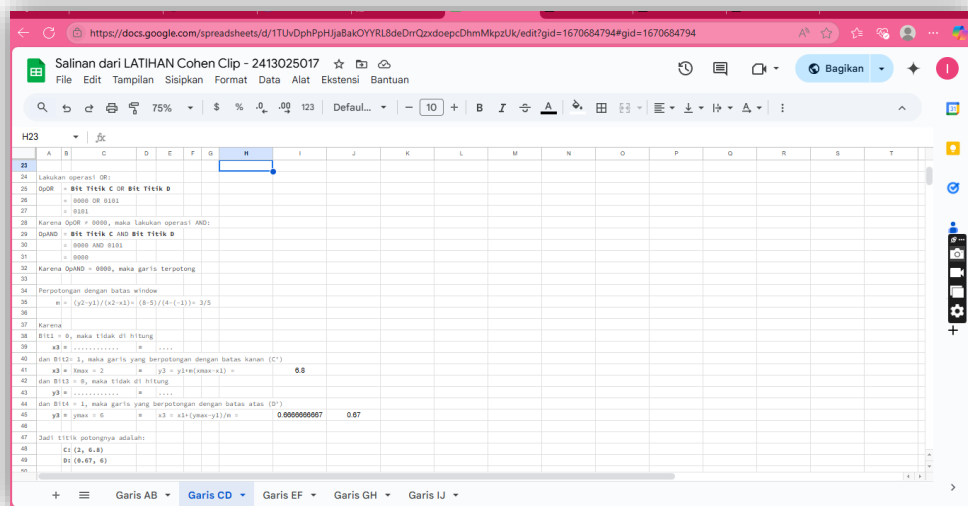 https://docs.google.com/spreadsheets/d/1TUvDphPpHJjaBakOYYRL8deDrrQzxdoepcDhmMkpzUk/edit?gid=1670684794#gid=1670684794
Salinan dari LATIHAN Cohen Clip - 2413025017
File Edit Tampilan Sisipkan Format Data Alat Ekstensi Bantuan
Bagikan
I
75% $ % .0 .00 123 Defaul... 10 B I A
H23 fx
A B C D E F G H I J K L M N O P Q R S T
23
24 Lakukan operasi OR:
25 OpOR = Bit Titik C OR Bit Titik D
26 = 0000 OR 0101
27 = 0101
28 Karena OpOR ≠ 0000, maka lakukan operasi AND:
29 OpAND = Bit Titik C AND Bit Titik D
30 = 0000 AND 0101
31 = 0000
32 Karena OpAND = 0000, maka garis terpotong
33
34 Perpotongan dengan batas window
35 m = (y2-y1)/(x2-x1)= (8-5)/(4-(-1))= 3/5
36
37 Karena
38 Bit1 = 0, maka tidak di hitung
39 x3 = ............ = ....
40 dan Bit2= 1, maka garis yang berpotongan dengan batas kanan (C')
41 x3 = Xmax = 2 = y3 = y1+m(xmax-x1) = 6.8
42 dan Bit3 = 0, maka tidak di hitung
43 y3 = ............ = ....
44 dan Bit4 = 1, maka garis yang berpotongan dengan batas atas (D')
45 y3 = ymax = 6 = x3 = x1+(ymax-y1)/m = 0.6666666667 0.67
46
47 Jadi titik potongnya adalah:
48 C: (2, 6.8)
49 D: (0.67, 6)
50
Garis AB Garis CD Garis EF Garis GH Garis IJ